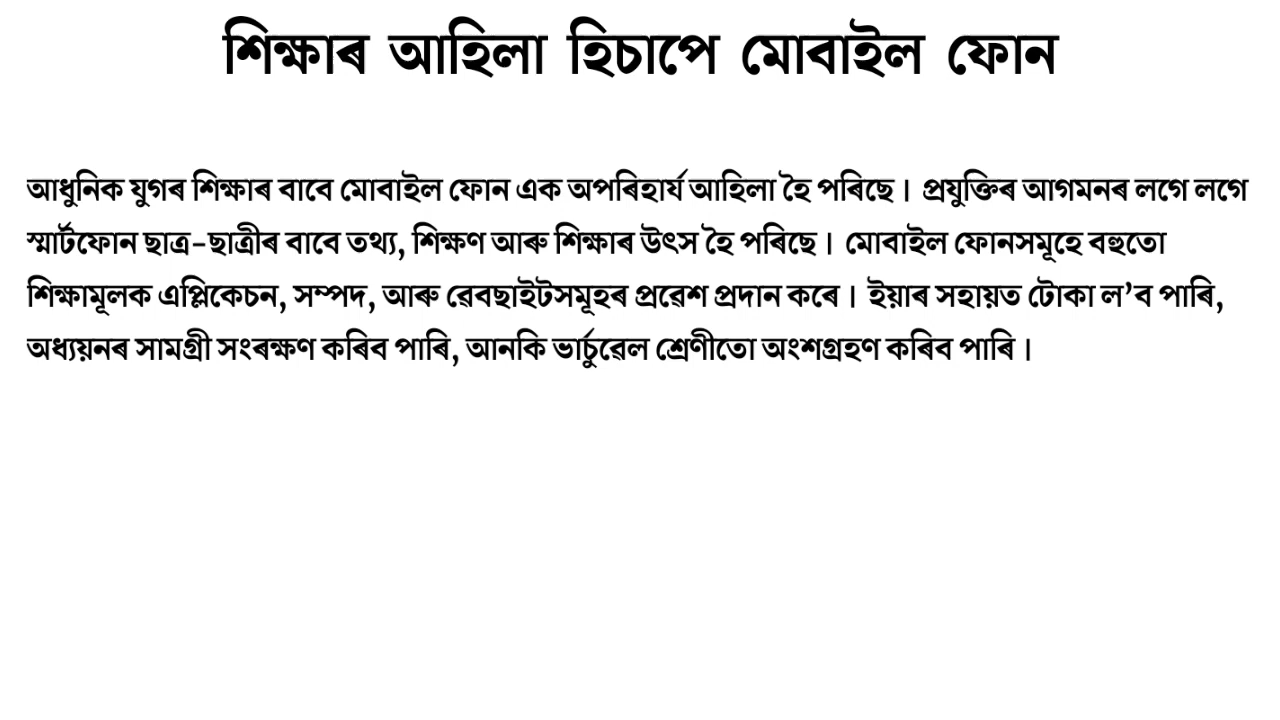 শিক্ষাৰ আহিলা হিচাপে মোবাইল ফোন
আধুনিক যুগৰ শিক্ষাৰ বাবে মোবাইল ফোন এক অপৰিহাৰ্য আহিলা হৈ পৰিছে। প্ৰযুক্তিৰ আগমনৰ লগে লগে
স্মাৰ্টফোন ছাত্ৰ-ছাত্ৰীৰ বাবে তথ্য, শিক্ষণ আৰু শিক্ষাৰ উৎস হৈ পৰিছে। মোবাইল ফোনসমূহে বহুতো
শিক্ষামূলক এপ্লিকেচন, সম্পদ, আৰু ৱেবছাইটসমূহৰ প্ৰৱেশ প্ৰদান কৰে। ইয়াৰ সহায়ত টোকা ল’ব পাৰি,
অধ্যয়নৰ সামগ্ৰী সংৰক্ষণ কৰিব পাৰি, আনকি ভাৰ্চুৱেল শ্ৰেণীতো অংশগ্ৰহণ কৰিব পাৰি।